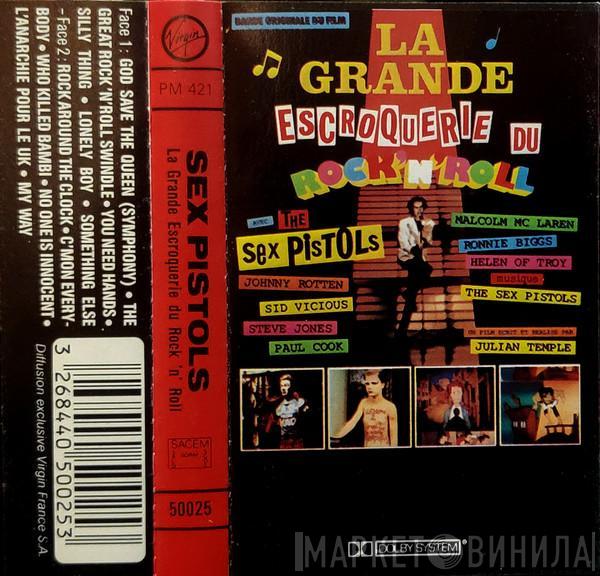 Face 1 : GOD SAVE THE QUEEN (SYMPHONY) • THE
GREAT ROCK 'N' ROLL SWINDLE • YOU NEED HANDS •
SILLY THING • LONELY BOY • SOMETHING ELSE
- Face 2 : ROCK AROUND THE CLOCK • C'MON EVERY-
BODY • WHO KILLED BAMBI • NO ONE IS INNOCENT •
L'ANARCHIE POUR LE UK • MY WAY
3 268440 500253
Diffusion exclusive Virgin France S.A.
Virgin
PM 421
SEX PISTOLS
La Grande Escroquerie du Rock 'n' Roll
SACEM
50025
BANDE ORIGINALE DU FILM
LA
GRANDE
ESCROQUERIE DU
ROCK'N'ROLL
AVEC THE
SEX PISTOLS
JOHNNY ROTTEN
SID VICIOUS
STEVE JONES
PAUL COOK
MALCOLM MC LAREN
RONNIE BIGGS
HELEN OF TROY
musique
THE SEX PISTOLS
UN FILM ECRIT ET REALISE PAR
JULIAN TEMPLE
DOLBY SYSTEM
МАРКЕТ ВИНИЛА